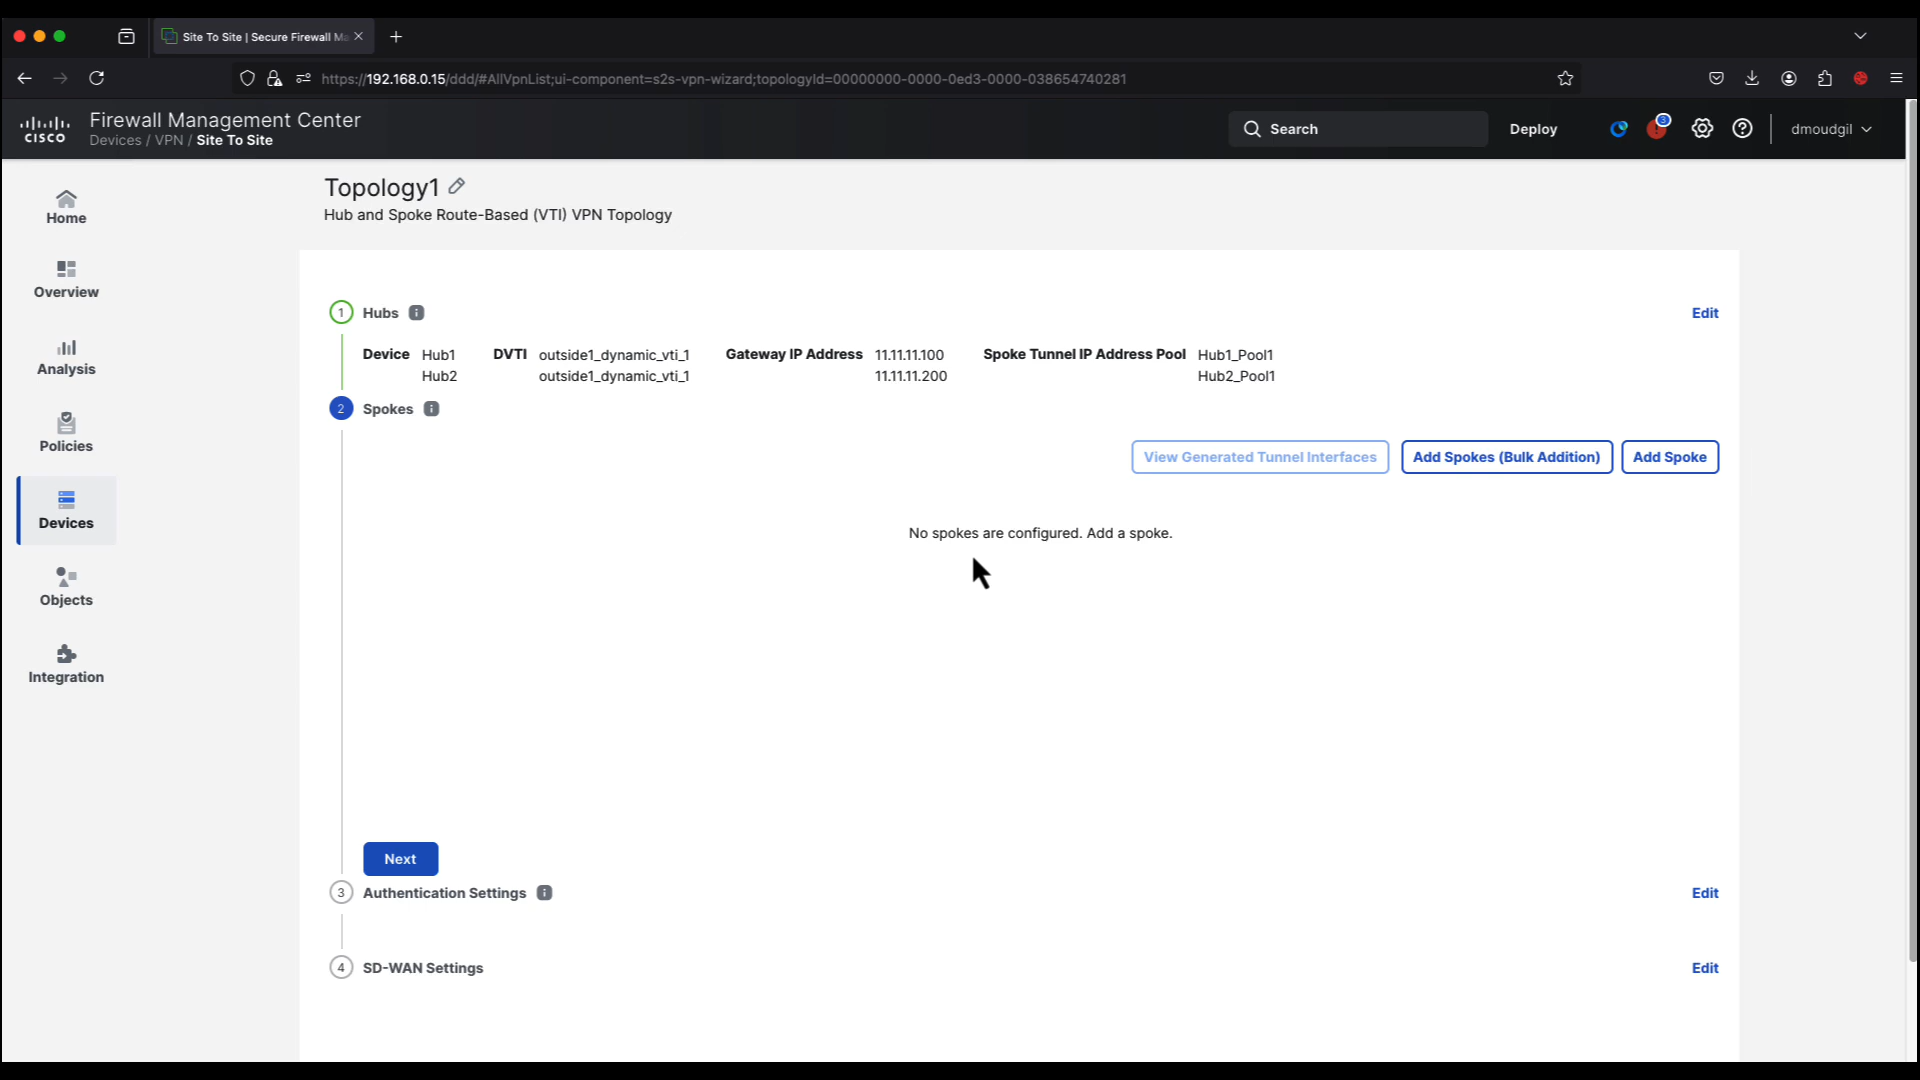 Site To Site | Secure Firewall Ma
https://192.168.0.15/ddd/#AllVpnList;ui-component=s2s-vpn-wizard;topologyId=00000000-0000-0ed3-0000-038654740281
CISCO
Firewall Management Center
Devices / VPN / Site To Site
Search
Deploy
3
dmoudgil
Home
Overview
Analysis
Policies
Devices
Objects
Integration
Topology1
Hub and Spoke Route-Based (VTI) VPN Topology
1 Hubs i Edit
Device Hub1 DVTI outside1_dynamic_vti_1 Gateway IP Address 11.11.11.100 Spoke Tunnel IP Address Pool Hub1_Pool1
Hub2 outside1_dynamic_vti_1 11.11.11.200 Hub2_Pool1
2 Spokes i
View Generated Tunnel Interfaces Add Spokes (Bulk Addition) Add Spoke
No spokes are configured. Add a spoke.
Next
3 Authentication Settings i Edit
4 SD-WAN Settings Edit